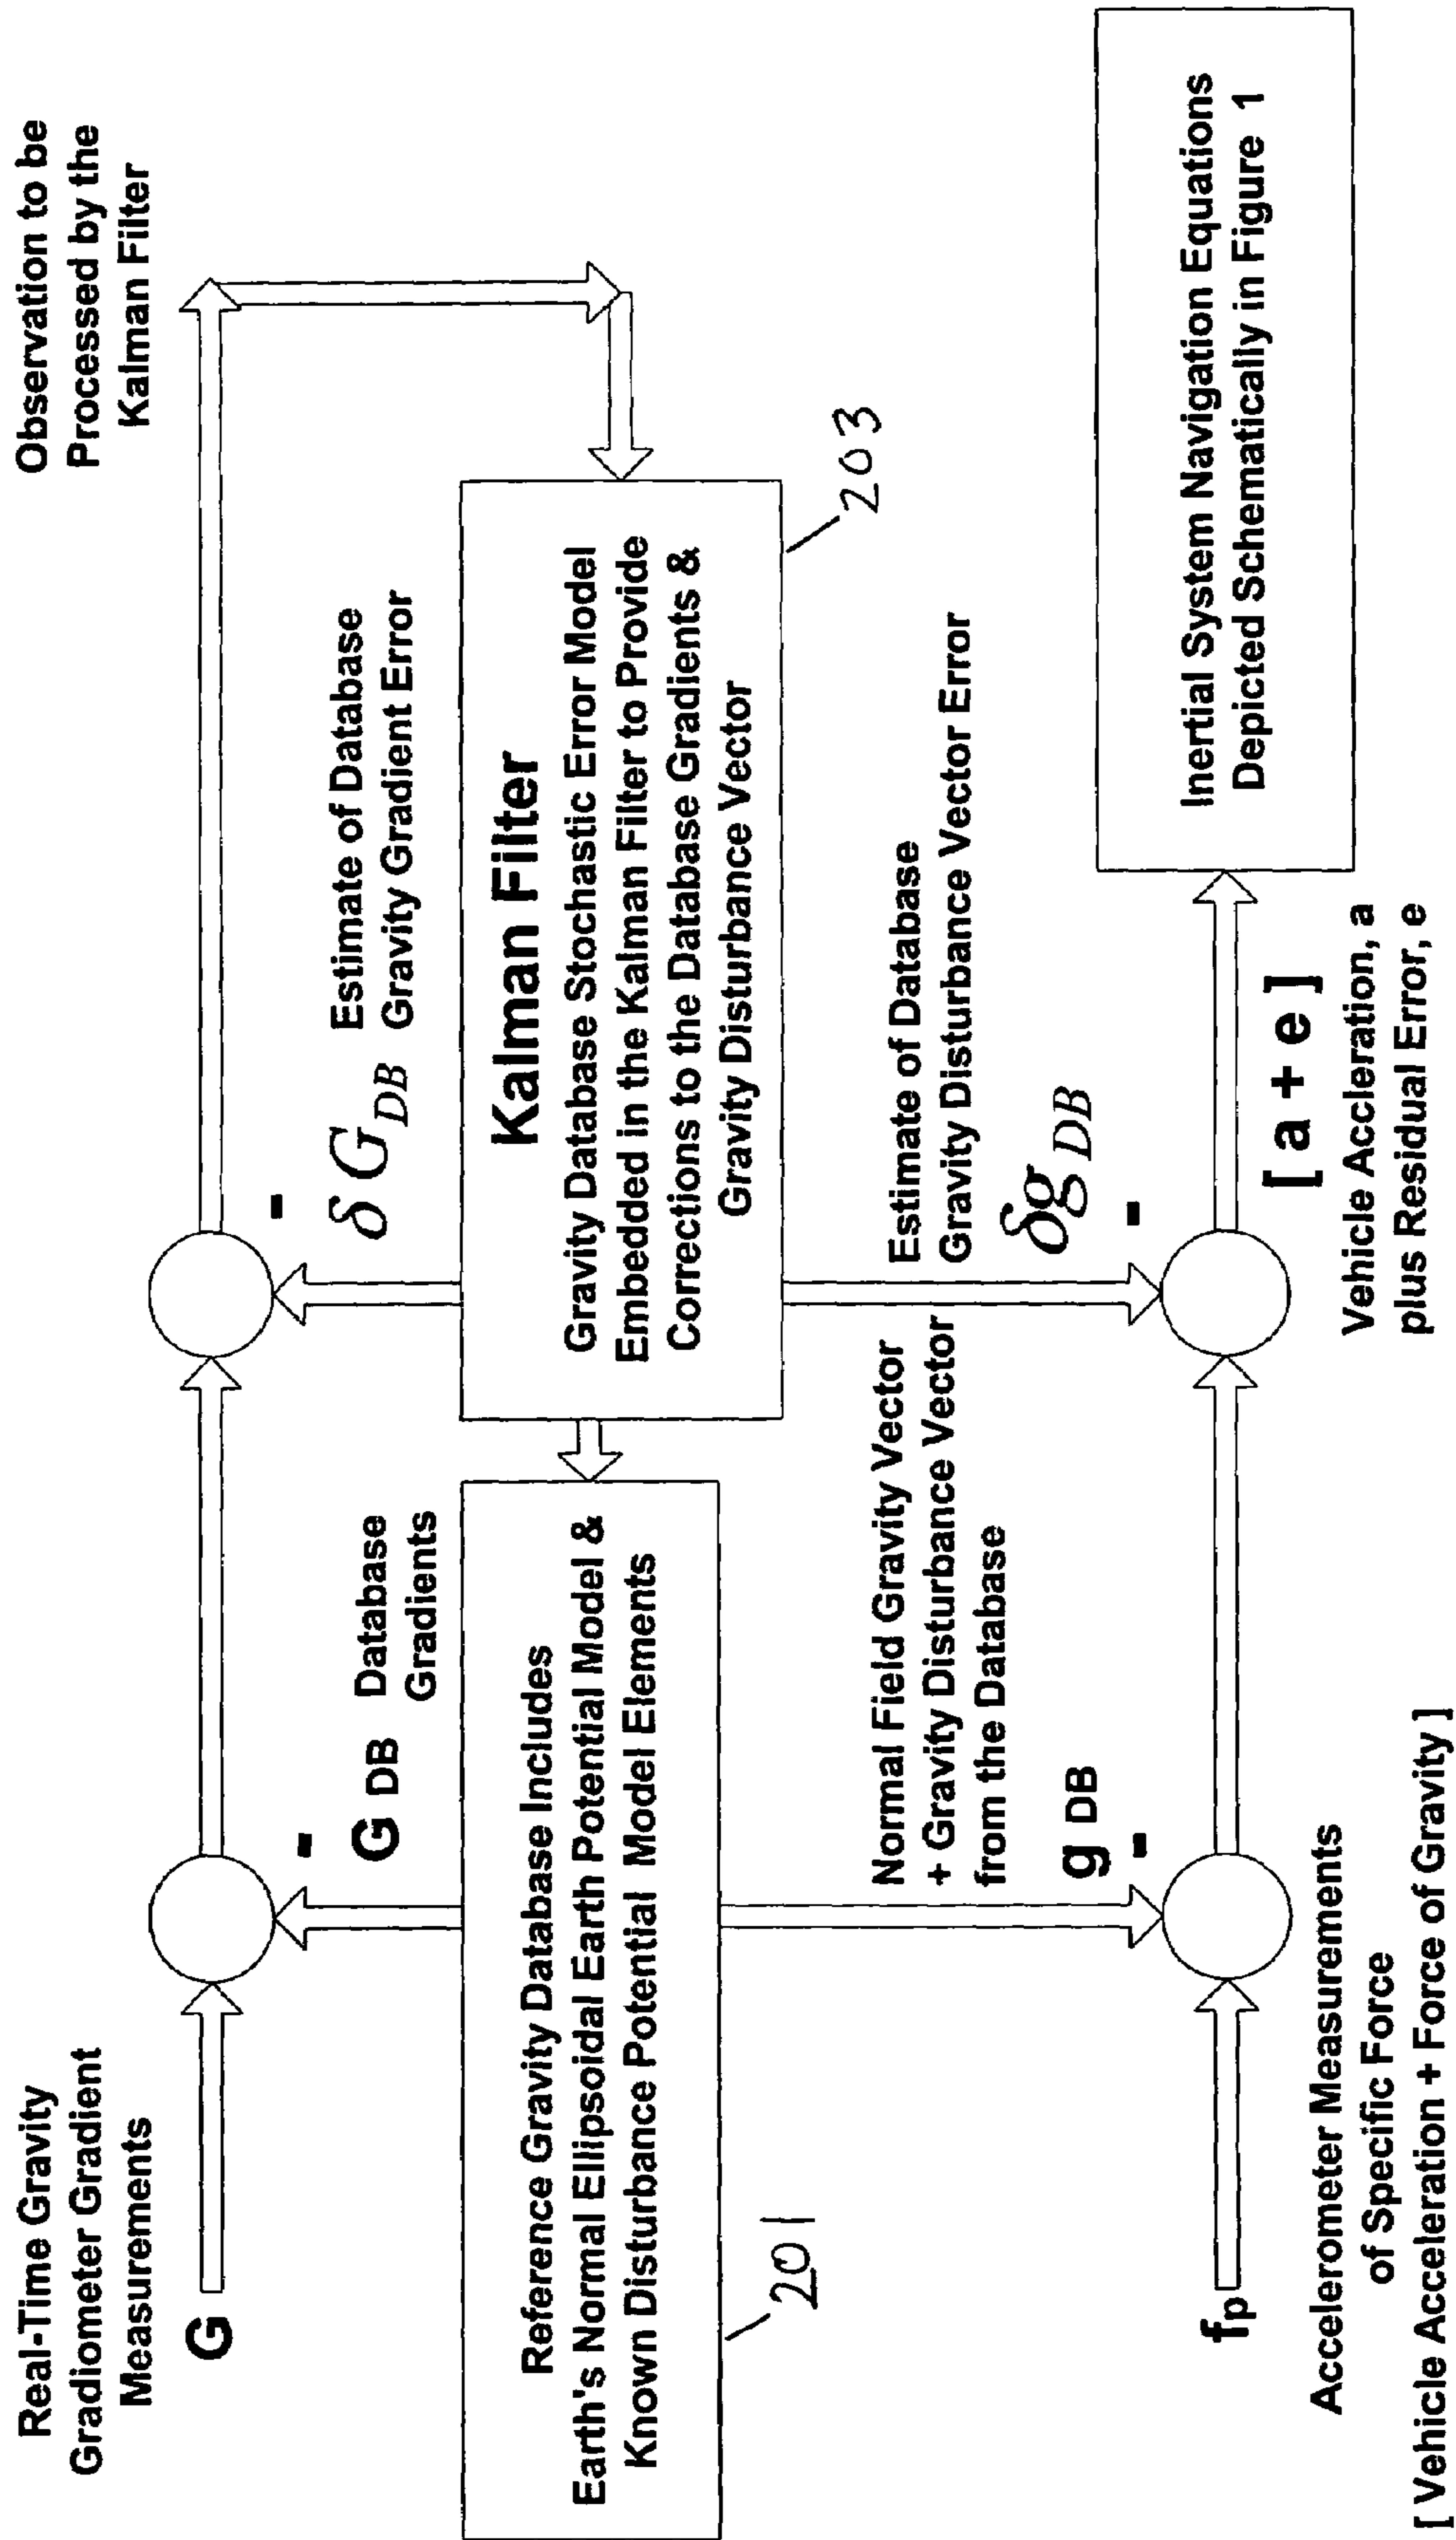 Real-Time Gravity
Gradiometer Gradient
Measurements
G
Observation to be
Processed by the
Kalman Filter
G DB Database
Gradients
-
δ G DB Estimate of Database
Gravity Gradient Error
-
Reference Gravity Database Includes
Earth's Normal Ellipsoidal Earth Potential Model &
Known Disturbance Potential Model Elements
201
Kalman Filter
Gravity Database Stochastic Error Model
Embedded in the Kalman Filter to Provide
Corrections to the Database Gradients &
Gravity Disturbance Vector
203
Normal Field Gravity Vector
+ Gravity Disturbance Vector
from the Database
g DB
-
Estimate of Database
Gravity Disturbance Vector Error
δg DB
-
fp
Accelerometer Measurements
of Specific Force
[ Vehicle Acceleration + Force of Gravity ]
[ a + e ]
Vehicle Accleration, a
plus Residual Error, e
Inertial System Navigation Equations
Depicted Schematically in Figure 1